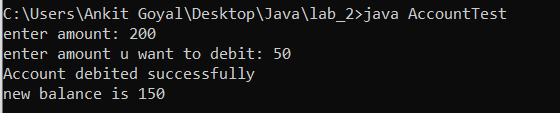 C:\Users\Ankit Goyal\Desktop\Java\lab_2>java AccountTest
enter amount: 200
enter amount u want to debit: 50
Account debited successfully
new balance is 150